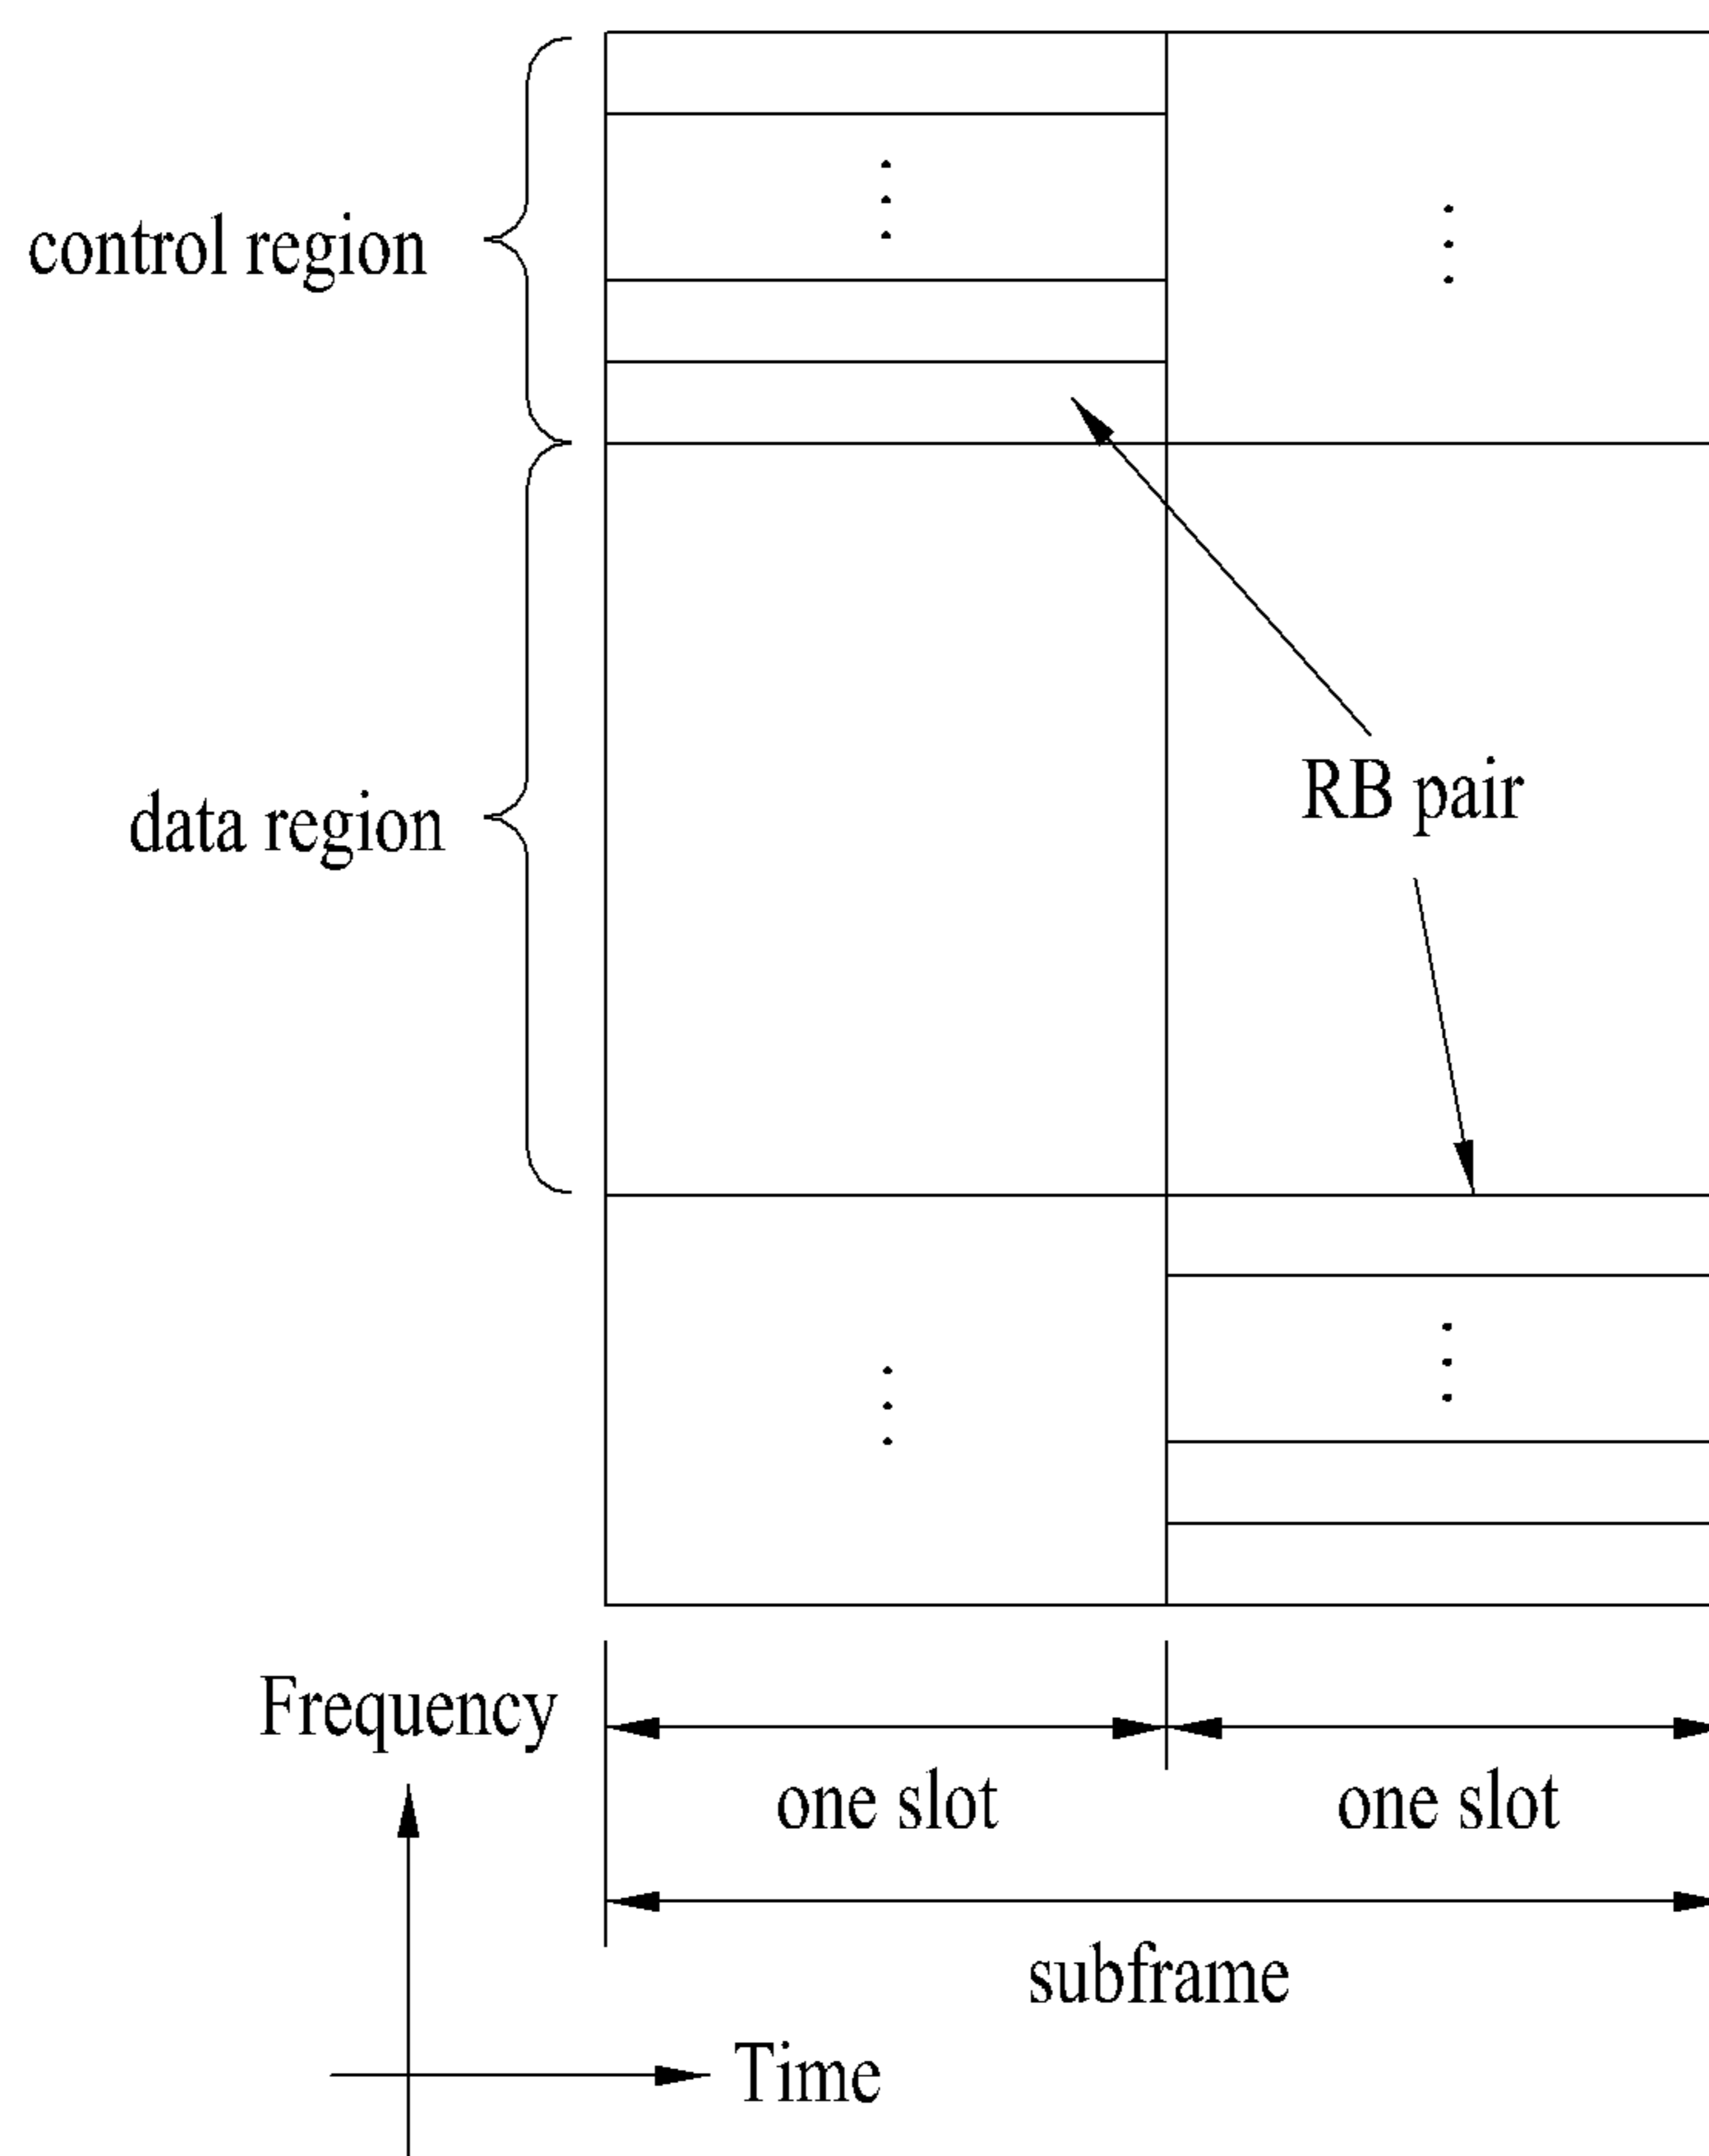 control region
RB pair
data region
Frequency
one slot
one slot
subframe
Time